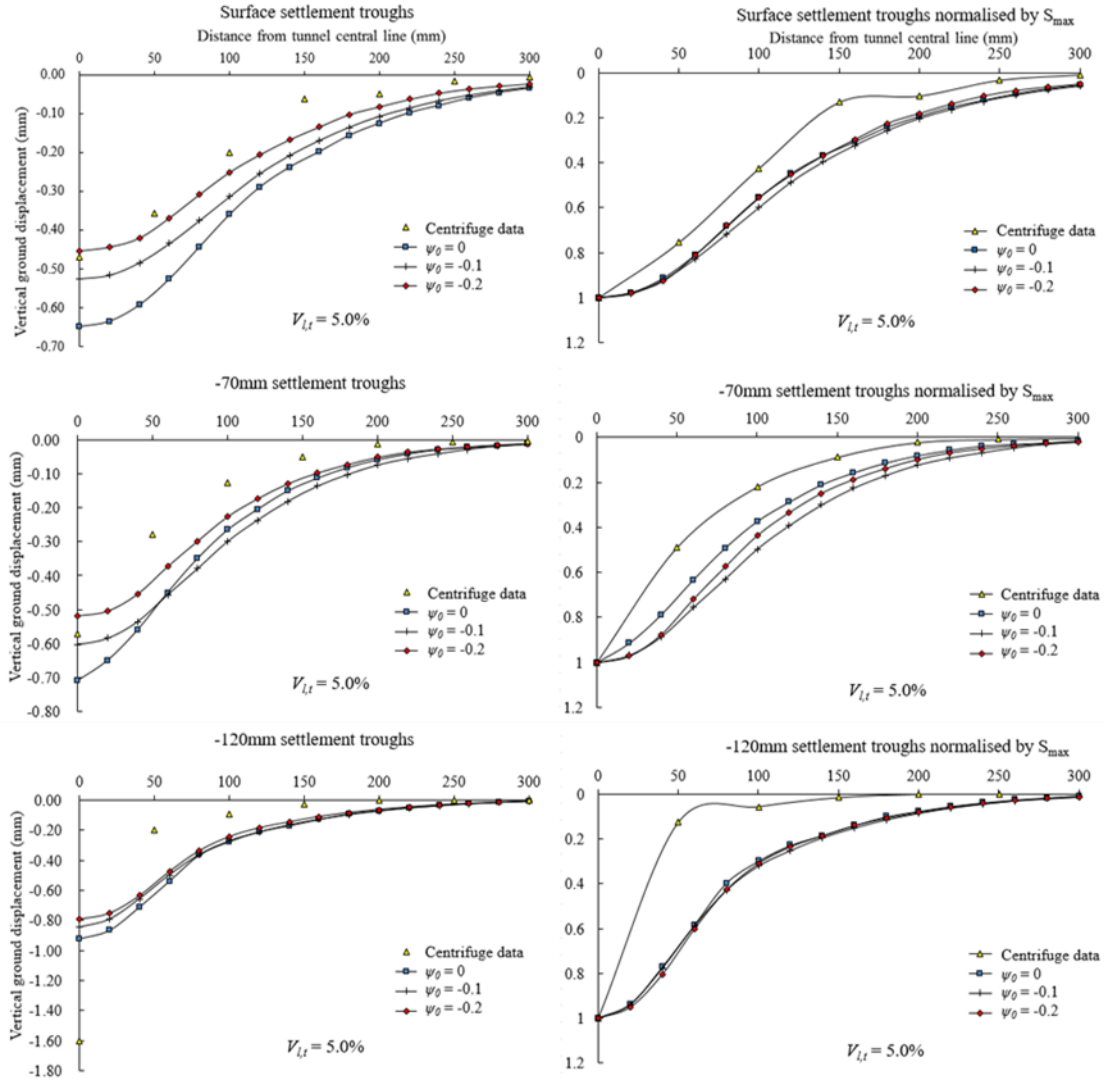 Surface settlement troughs
Distance from tunnel central line (mm)
0 50 100 150 200 250 300
0.00
-0.10
-0.20
-0.30
-0.40
-0.50
-0.60
-0.70
Vertical ground displacement (mm)
Centrifuge data
ψ0 = 0
ψ0 = -0.1
ψ0 = -0.2
Vl,t = 5.0%
Surface settlement troughs normalised by Smax
Distance from tunnel central line (mm)
0 50 100 150 200 250 300
0
0.2
0.4
0.6
0.8
1
1.2
Centrifuge data
ψ0 = 0
ψ0 = -0.1
ψ0 = -0.2
Vl,t = 5.0%
-70mm settlement troughs
0 50 100 150 200 250 300
0.00
-0.10
-0.20
-0.30
-0.40
-0.50
-0.60
-0.70
-0.80
Vertical ground displacement (mm)
Centrifuge data
ψ0 = 0
ψ0 = -0.1
ψ0 = -0.2
Vl,t = 5.0%
-70mm settlement troughs normalised by Smax
0 50 100 150 200 250 300
0
0.2
0.4
0.6
0.8
1
1.2
Centrifuge data
ψ0 = 0
ψ0 = -0.1
ψ0 = -0.2
Vl,t = 5.0%
-120mm settlement troughs
0 50 100 150 200 250 300
0.00
-0.20
-0.40
-0.60
-0.80
-1.00
-1.20
-1.40
-1.60
-1.80
Vertical ground displacement (mm)
Centrifuge data
ψ0 = 0
ψ0 = -0.1
ψ0 = -0.2
Vl,t = 5.0%
-120mm settlement troughs normalised by Smax
0 50 100 150 200 250 300
0
0.2
0.4
0.6
0.8
1
1.2
Centrifuge data
ψ0 = 0
ψ0 = -0.1
ψ0 = -0.2
Vl,t = 5.0%